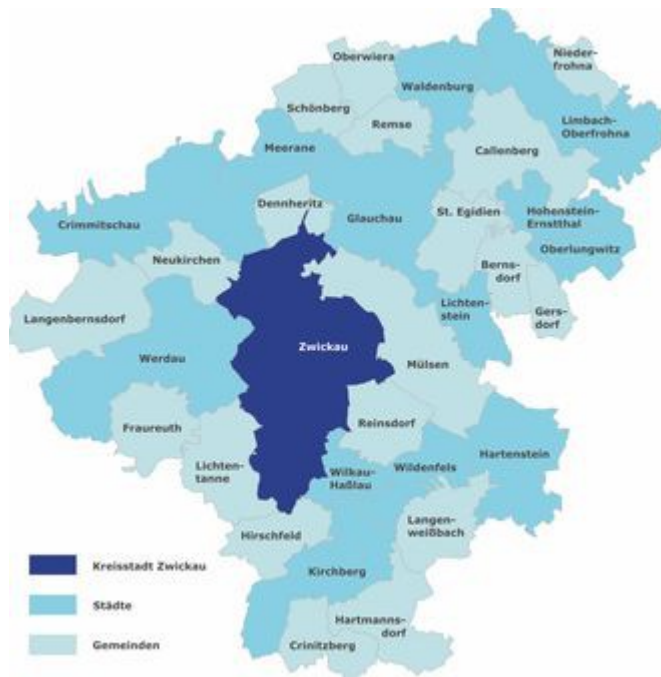 Oberwiera
Nieder-
frohna
Waldenburg
Schönberg
Remse
Limbach-
Oberfrohna
Meerane
Callenberg
Dennheritz
Crimmitschau
Glauchau
St. Egidien
Hohenstein-
Ernstthal
Oberlungwitz
Neukirchen
Berns-
dorf
Langenbernsdorf
Lichten-
stein
Gers-
dorf
Zwickau
Werdau
Mülsen
Fraureuth
Reinsdorf
Lichten-
tanne
Wilkau-
Haßlau
Wildenfels
Hartenstein
Langen-
weißbach
Hirschfeld
Kirchberg
Hartmanns-
dorf
Crinitzberg
Kreisstadt Zwickau
Städte
Gemeinden